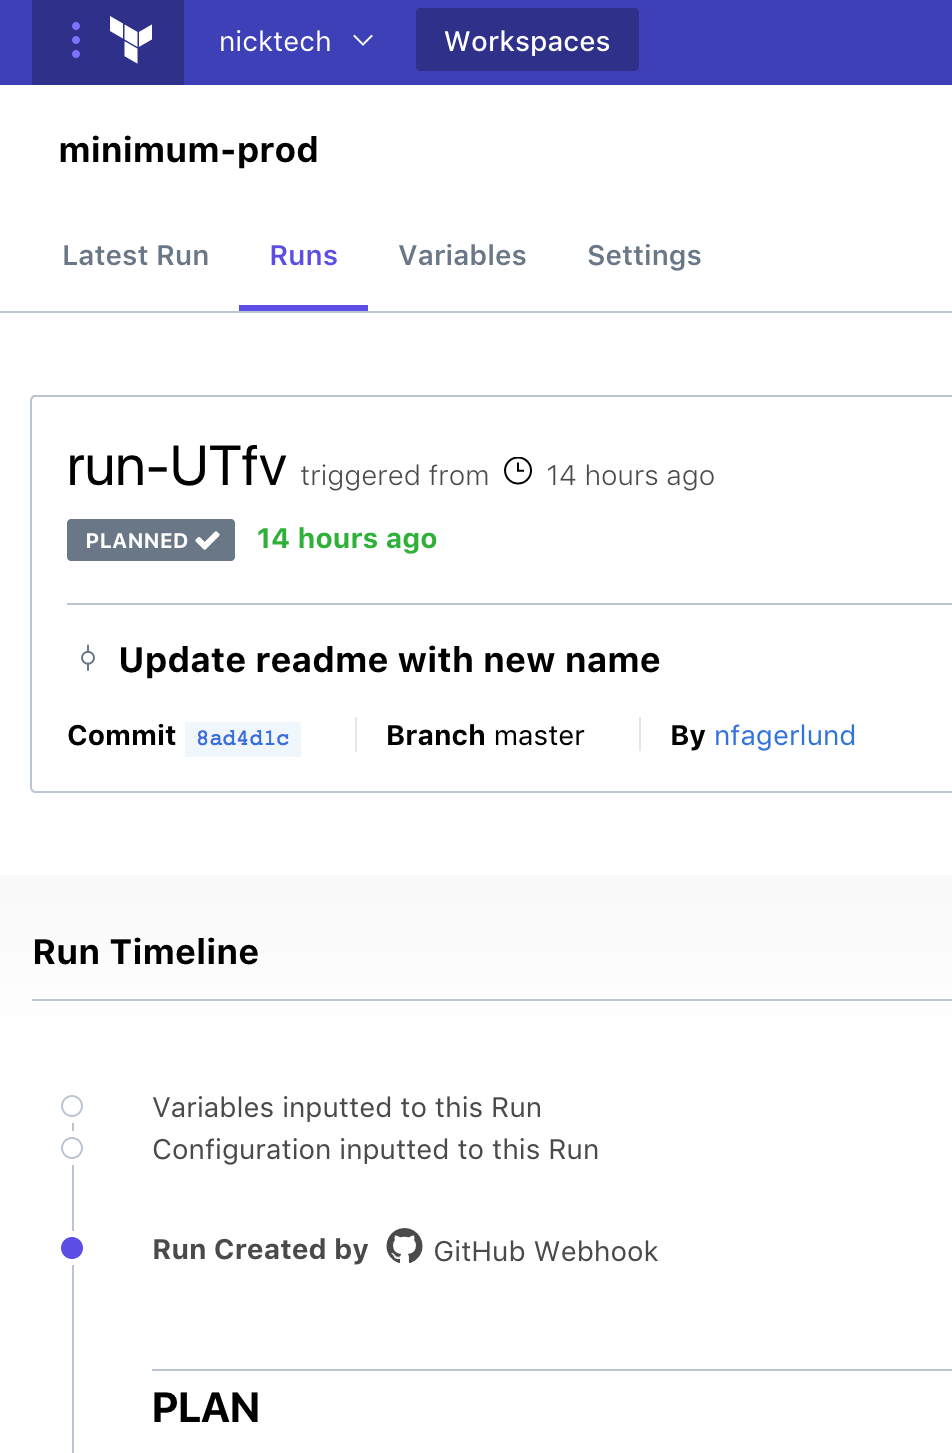 nicktech Workspaces
minimum-prod
Latest Run Runs Variables Settings
run-UTfv triggered from 14 hours ago
PLANNED 14 hours ago
Update readme with new name
Commit 8ad4d1c Branch master By nfagerlund
Run Timeline
Variables inputted to this Run
Configuration inputted to this Run
Run Created by GitHub Webhook
PLAN